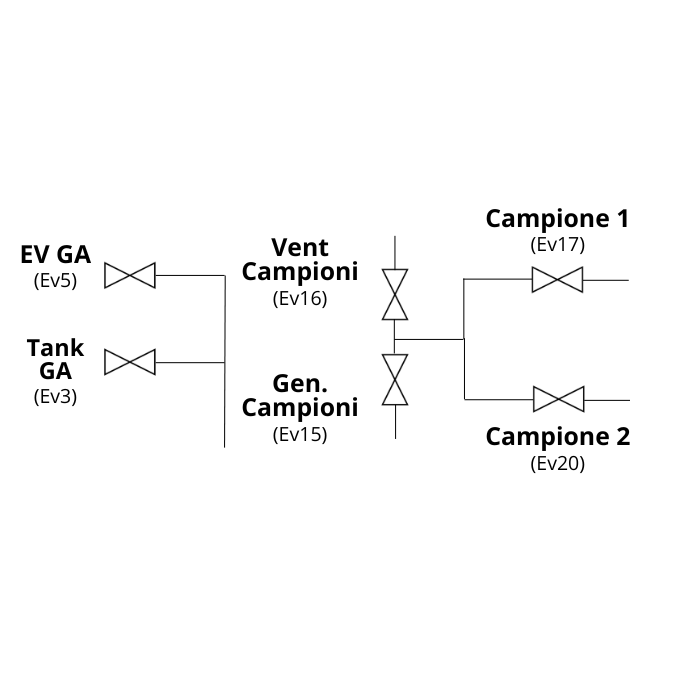 EV GA
(Ev5)
Tank
GA
(Ev3)
Vent
Campioni
(Ev16)
Gen.
Campioni
(Ev15)
Campione 1
(Ev17)
Campione 2
(Ev20)